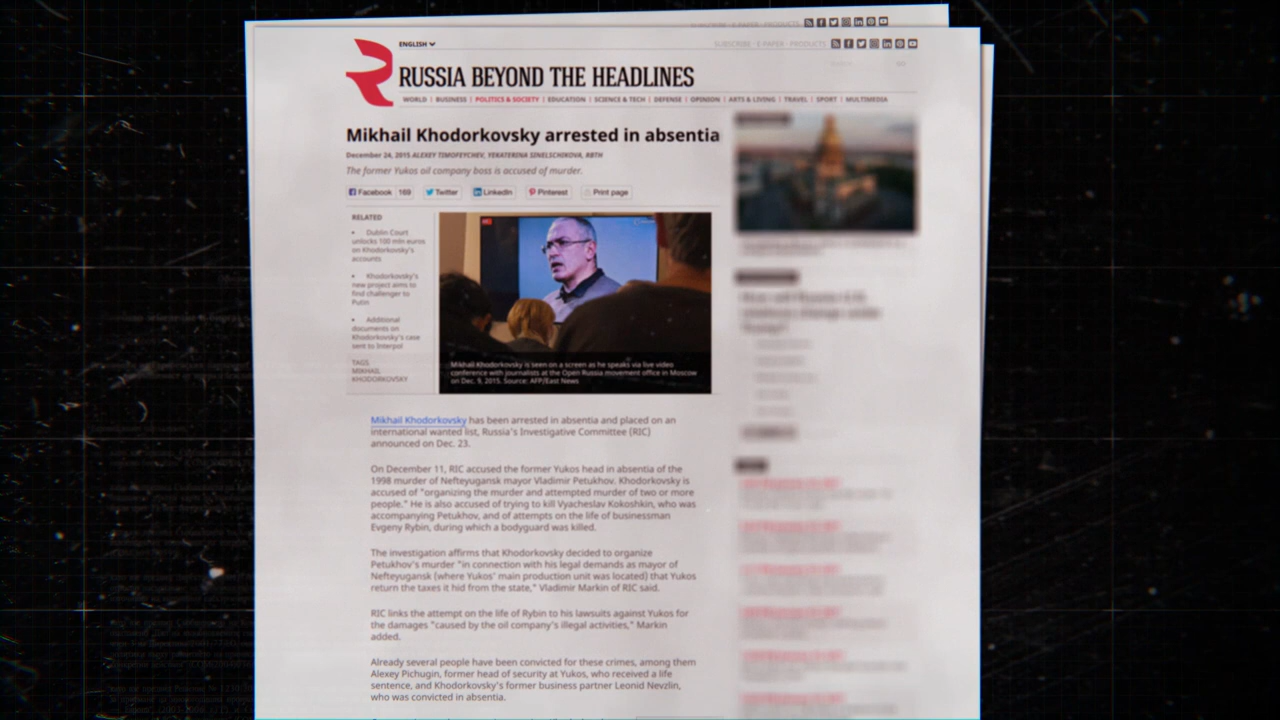 SUBSCRIBE · E-PAPER · PRODUCTS
ENGLISH
SUBSCRIBE · E-PAPER · PRODUCTS
RUSSIA BEYOND THE HEADLINES
WORLD | BUSINESS | POLITICS & SOCIETY | EDUCATION | SCIENCE & TECH | DEFENSE | OPINION | ARTS & LIVING | TRAVEL | SPORT | MULTIMEDIA
Mikhail Khodorkovsky arrested in absentia
December 24, 2015 ALEXEY TIMOFEYCHEV, YEKATERINA SINELSCHIKOVA, RBTH
The former Yukos oil company boss is accused of murder.
Facebook 169 Twitter LinkedIn Pinterest Print page
RELATED
• Dublin Court
unlocks 100 mln euros
on Khodorkovsky's
accounts
• Khodorkovsky's
new project aims to
find challenger to
Putin
• Additional
documents on
Khodorkovsky's case
sent to Interpol
TAGS
MIKHAIL
KHODORKOVSKY
Mikhail Khodorkovsky is seen on a screen as he speaks via live video
conference with journalists at the Open Russia movement office in Moscow
on Dec. 9, 2015. Source: AFP/East News
Mikhail Khodorkovsky has been arrested in absentia and placed on an
international wanted list, Russia's Investigative Committee (RIC)
announced on Dec. 23.
On December 11, RIC accused the former Yukos head in absentia of the
1998 murder of Nefteyugansk mayor Vladimir Petukhov. Khodorkovsky is
accused of "organizing the murder and attempted murder of two or more
people." He is also accused of trying to kill Vyacheslav Kokoshkin, who was
accompanying Petukhov, and of attempts on the life of businessman
Evgeny Rybin, during which a bodyguard was killed.
The investigation affirms that Khodorkovsky decided to organize
Petukhov's murder "in connection with his legal demands as mayor of
Nefteyugansk (where Yukos' main production unit was located) that Yukos
return the taxes it hid from the state," Vladimir Markin of RIC said.
RIC links the attempt on the life of Rybin to his lawsuits against Yukos for
the damages "caused by the oil company's illegal activities," Markin
added.
Already several people have been convicted for these crimes, among them
Alexey Pichugin, former head of security at Yukos, who received a life
sentence, and Khodorkovsky's former business partner Leonid Nevzlin,
who was convicted in absentia.